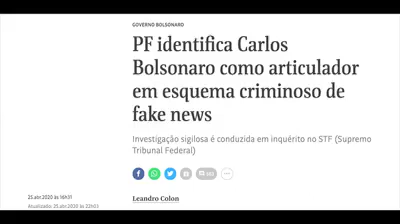 GOVERNO BOLSONARO
PF identifica Carlos
Bolsonaro como articulador
em esquema criminoso de
fake news
Investigação sigilosa é conduzida em inquérito no STF (Supremo
Tribunal Federal)
25.abr.2020 às 16h31
Atualizado: 25.abr.2020 às 22h03
Leandro Colon